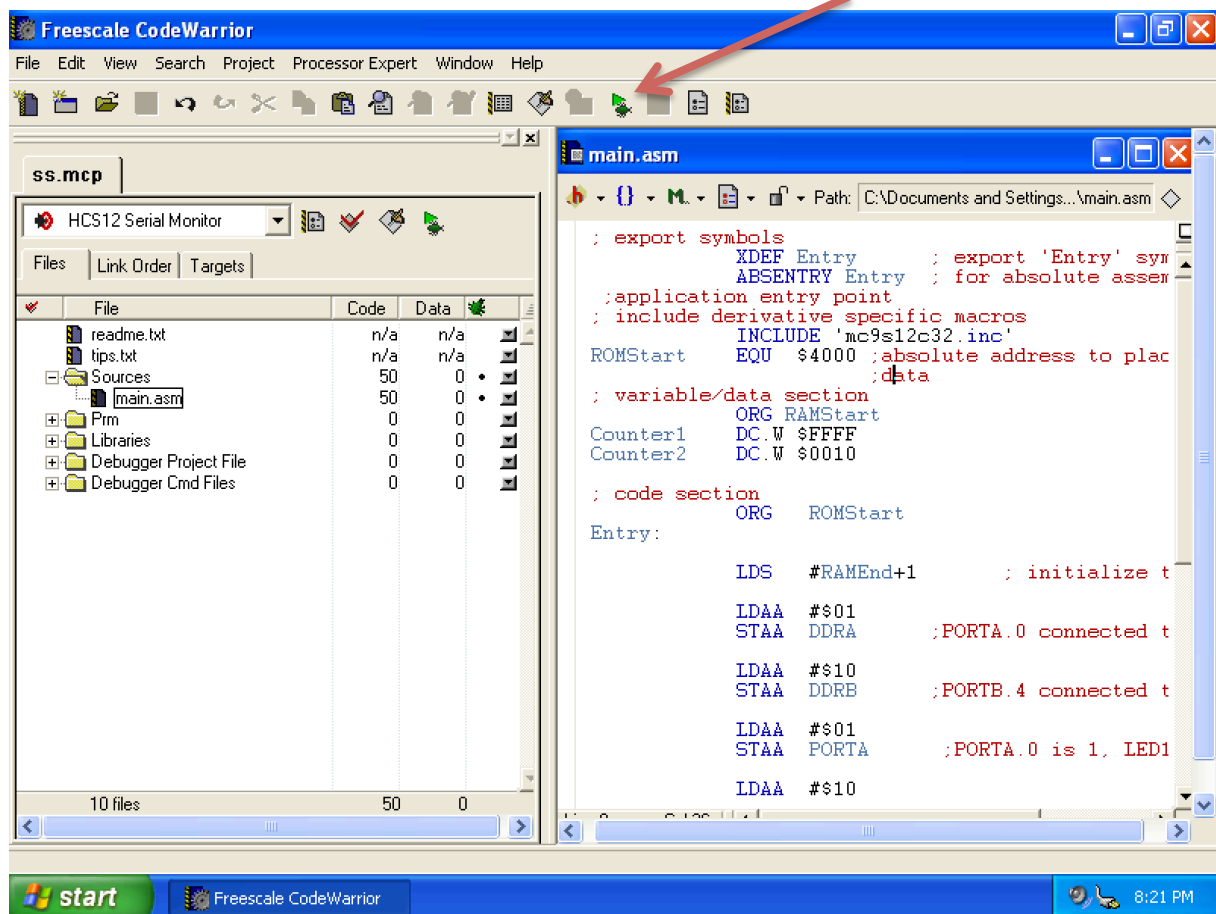 Freescale CodeWarrior
File Edit View Search Project Processor Expert Window Help
ss.mcp
HCS12 Serial Monitor
Files Link Order Targets
File Code Data
readme.txt n/a n/a
tips.txt n/a n/a
Sources 50 0
main.asm 50 0
Prm 0 0
Libraries 0 0
Debugger Project File 0 0
Debugger Cmd Files 0 0
10 files 50 0
main.asm
h {} M. Path: C:\Documents and Settings...\main.asm
; export symbols
XDEF Entry ; export 'Entry' sym
ABSENTRY Entry ; for absolute assem
;application entry point
; include derivative specific macros
INCLUDE 'mc9s12c32.inc'
ROMStart EQU $4000 ;absolute address to plac
;data
; variable/data section
ORG RAMStart
Counter1 DC.W $FFFF
Counter2 DC.W $0010
; code section
ORG ROMStart
Entry:
LDS #RAMEnd+1 ; initialize t
LDAA #$01
STAA DDRA ;PORTA.0 connected t
LDAA #$10
STAA DDRB ;PORTB.4 connected t
LDAA #$01
STAA PORTA ;PORTA.0 is 1, LED1
LDAA #$10
start Freescale CodeWarrior 8:21 PM